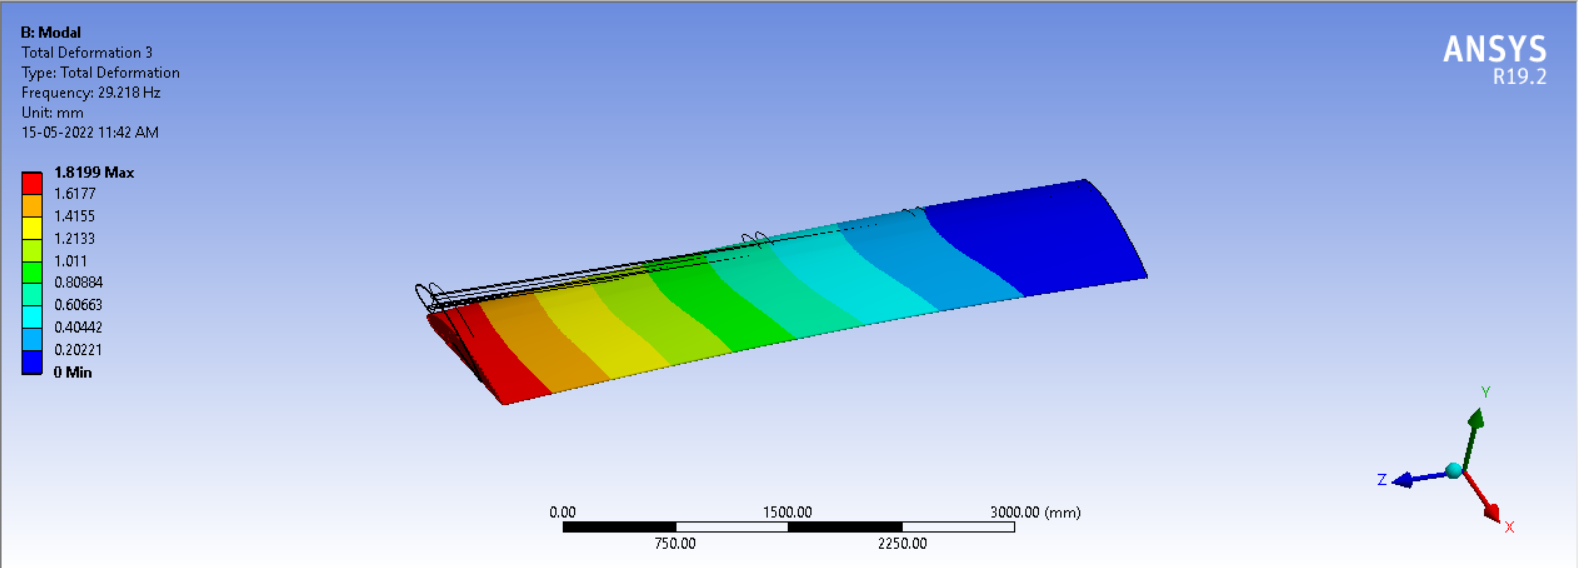 B: Modal
Total Deformation 3
Type: Total Deformation
Frequency: 29.218 Hz
Unit: mm
15-05-2022 11:42 AM
ANSYS
R19.2
1.8199 Max
1.6177
1.4155
1.2133
1.011
0.80884
0.60663
0.40442
0.20221
0 Min
Y
Z
X
0.00 1500.00 3000.00 (mm)
750.00 2250.00